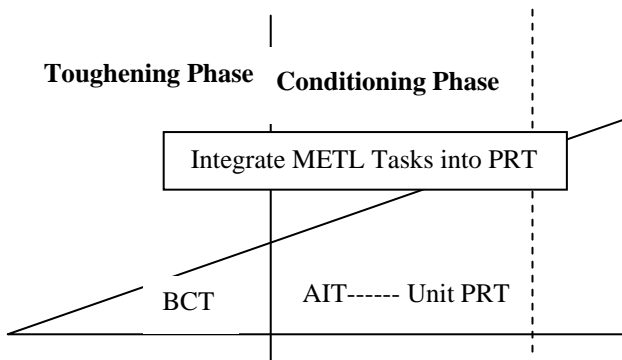 Toughening Phase
Conditioning Phase
Integrate METL Tasks into PRT
BCT
AIT------ Unit PRT